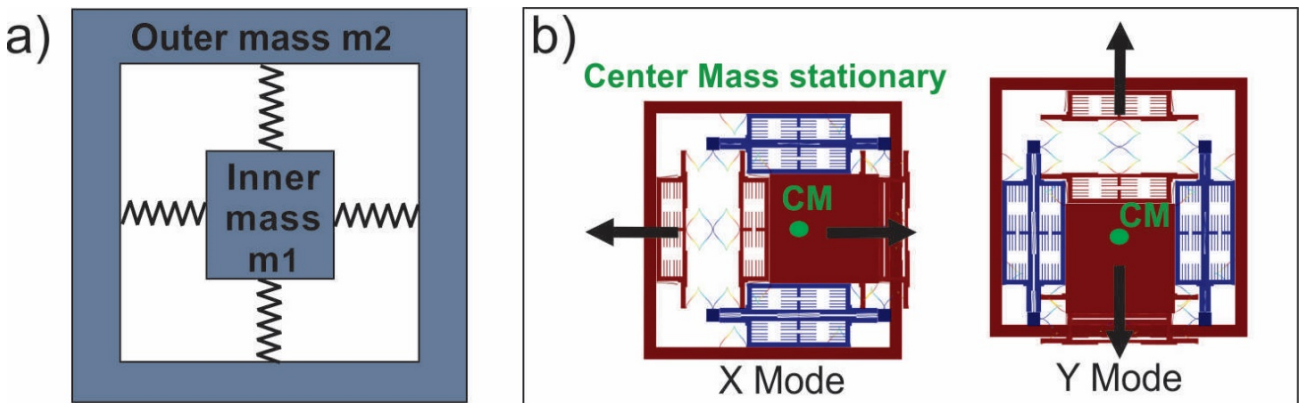 a)
Outer mass m2
Inner
mass
m1
b)
Center Mass stationary
CM
CM
X Mode
Y Mode